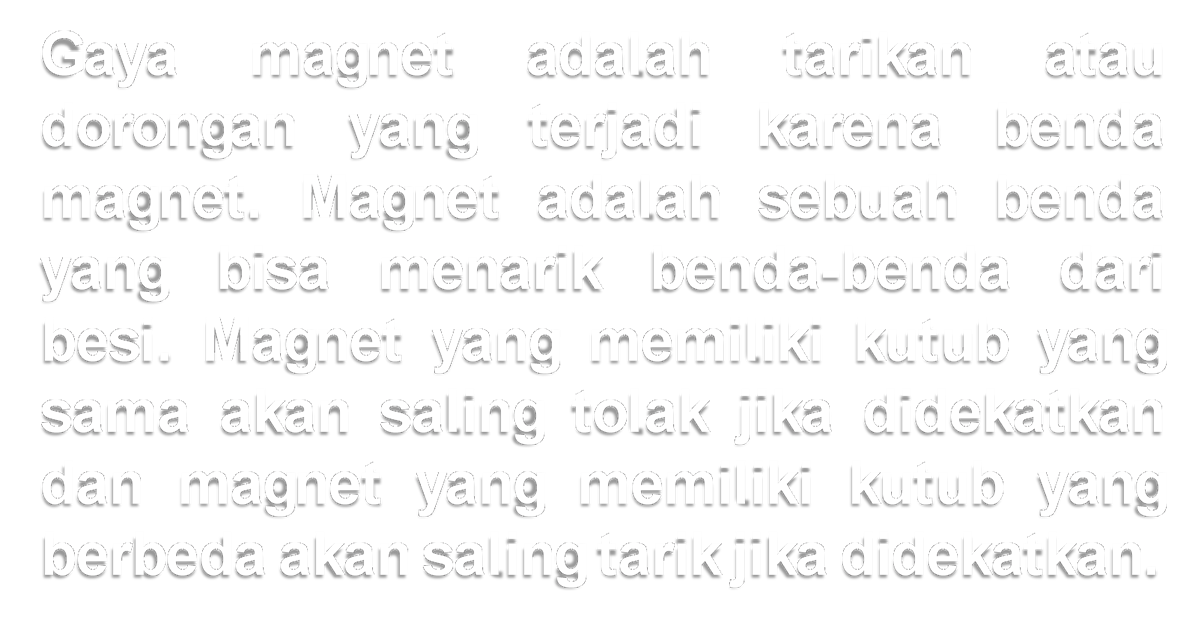 Gaya magnet adalah tarikan atau
dorongan yang terjadi karena benda
magnet. Magnet adalah sebuah benda
yang bisa menarik benda-benda dari
besi. Magnet yang memiliki kutub yang
sama akan saling tolak jika didekatkan
dan magnet yang memiliki kutub yang
berbeda akan saling tarik jika didekatkan.